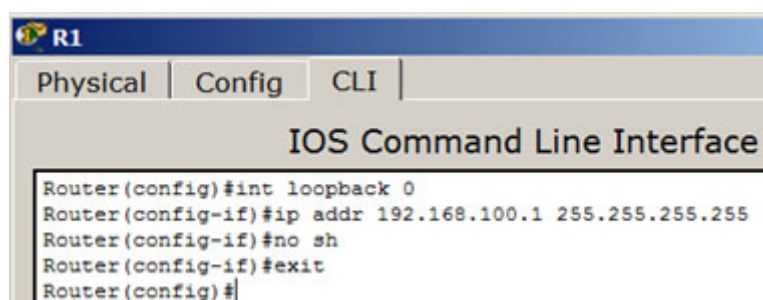 R1
Physical Config CLI
IOS Command Line Interface
Router(config)#int loopback 0
Router(config-if)#ip addr 192.168.100.1 255.255.255.255
Router(config-if)#no sh
Router(config-if)#exit
Router(config)#